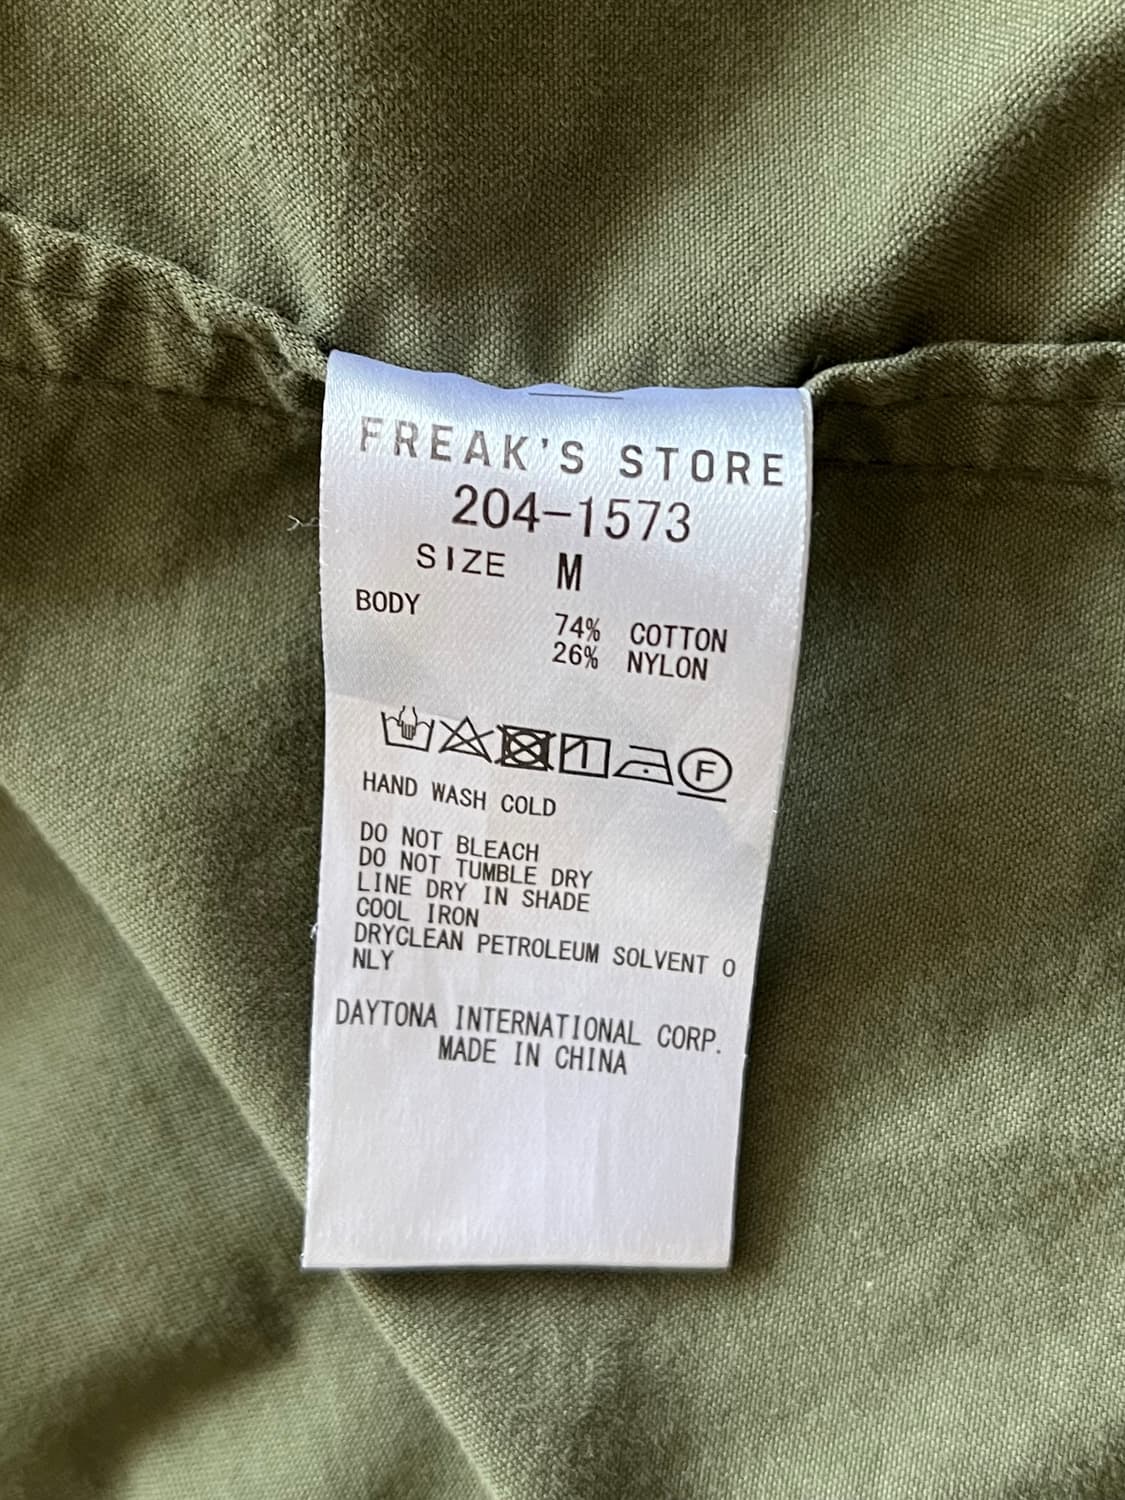 FREAK'S STORE
204-1573
SIZE M
BODY
74% COTTON
26% NYLON
F
HAND WASH COLD
DO NOT BLEACH
DO NOT TUMBLE DRY
LINE DRY IN SHADE
COOL IRON
DRYCLEAN PETROLEUM SOLVENT O
NLY
DAYTONA INTERNATIONAL CORP.
MADE IN CHINA